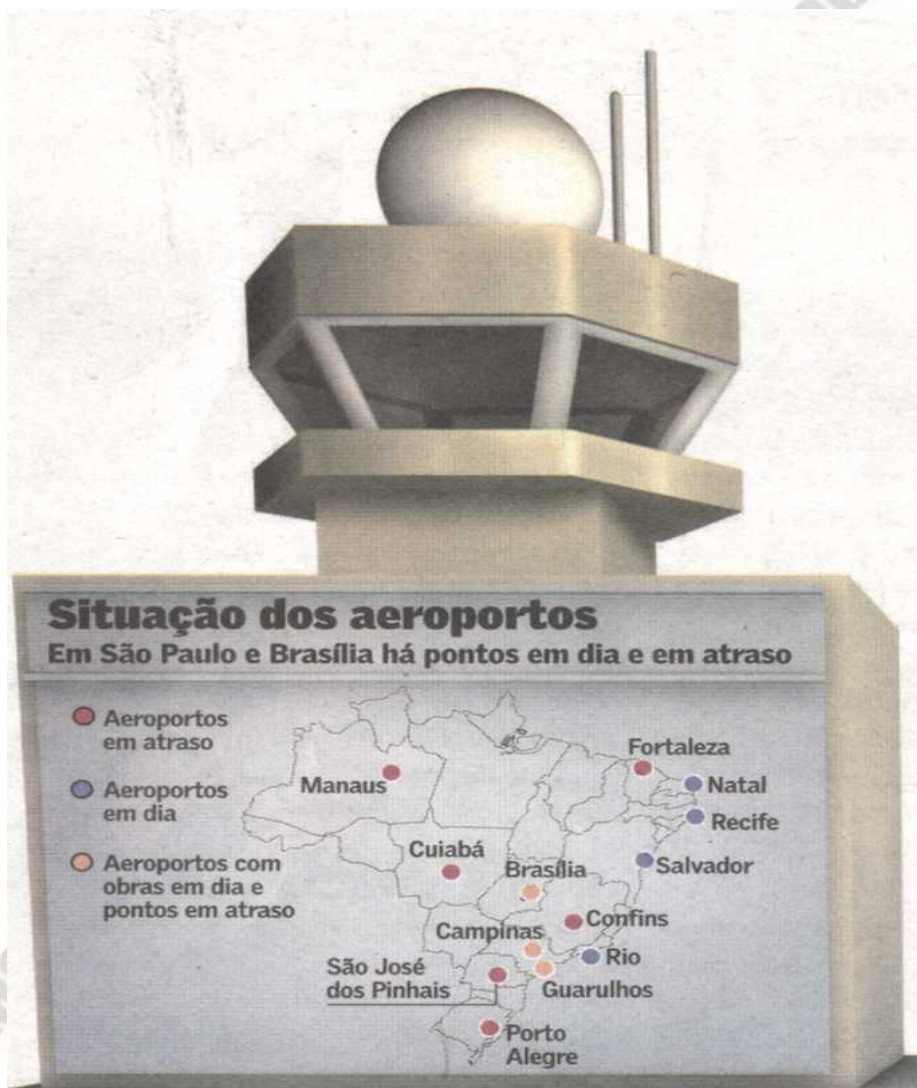 Situação dos aeroportos
Em São Paulo e Brasília há pontos em dia e em atraso
Aeroportos
em atraso
Aeroportos
em dia
Aeroportos com
obras em dia e
pontos em atraso
Manaus
Fortaleza
Natal
Recife
Cuiabá
Brasília
Salvador
Confins
Campinas
Rio
São José
dos Pinhais
Guarulhos
Porto
Alegre